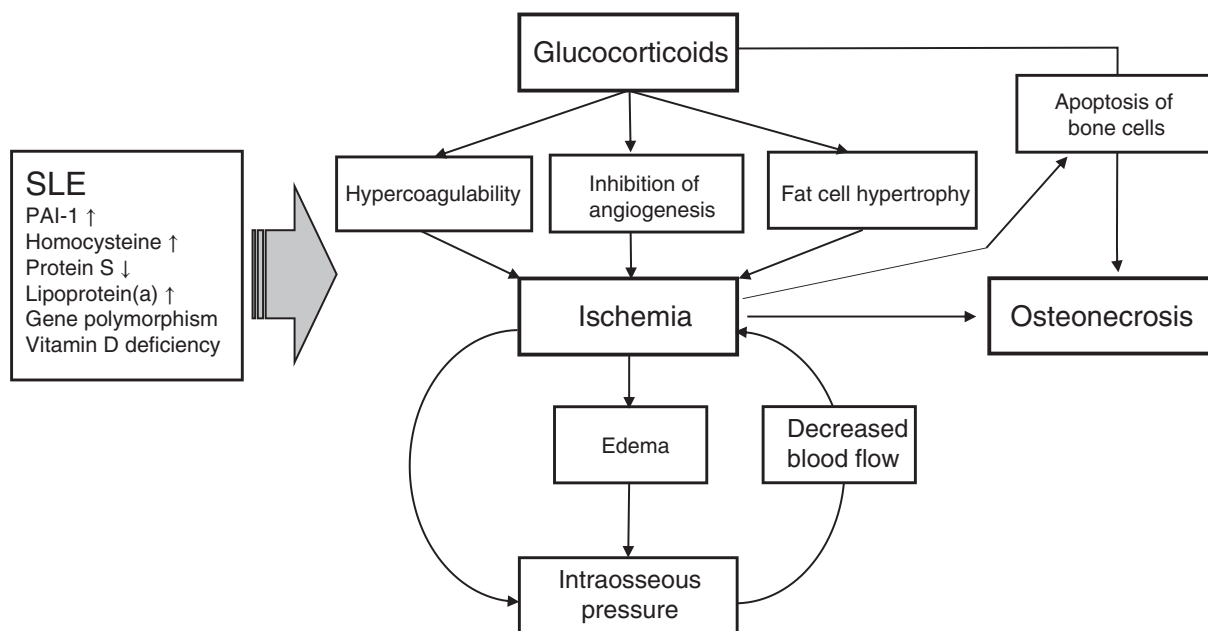 Glucocorticoids
Apoptosis of
bone cells
SLE
PAI-1 ↑
Homocysteine ↑
Protein S ↓
Lipoprotein(a) ↑
Gene polymorphism
Vitamin D deficiency
Hypercoagulability
Inhibition of
angiogenesis
Fat cell hypertrophy
Ischemia
Osteonecrosis
Edema
Decreased
blood flow
Intraosseous
pressure